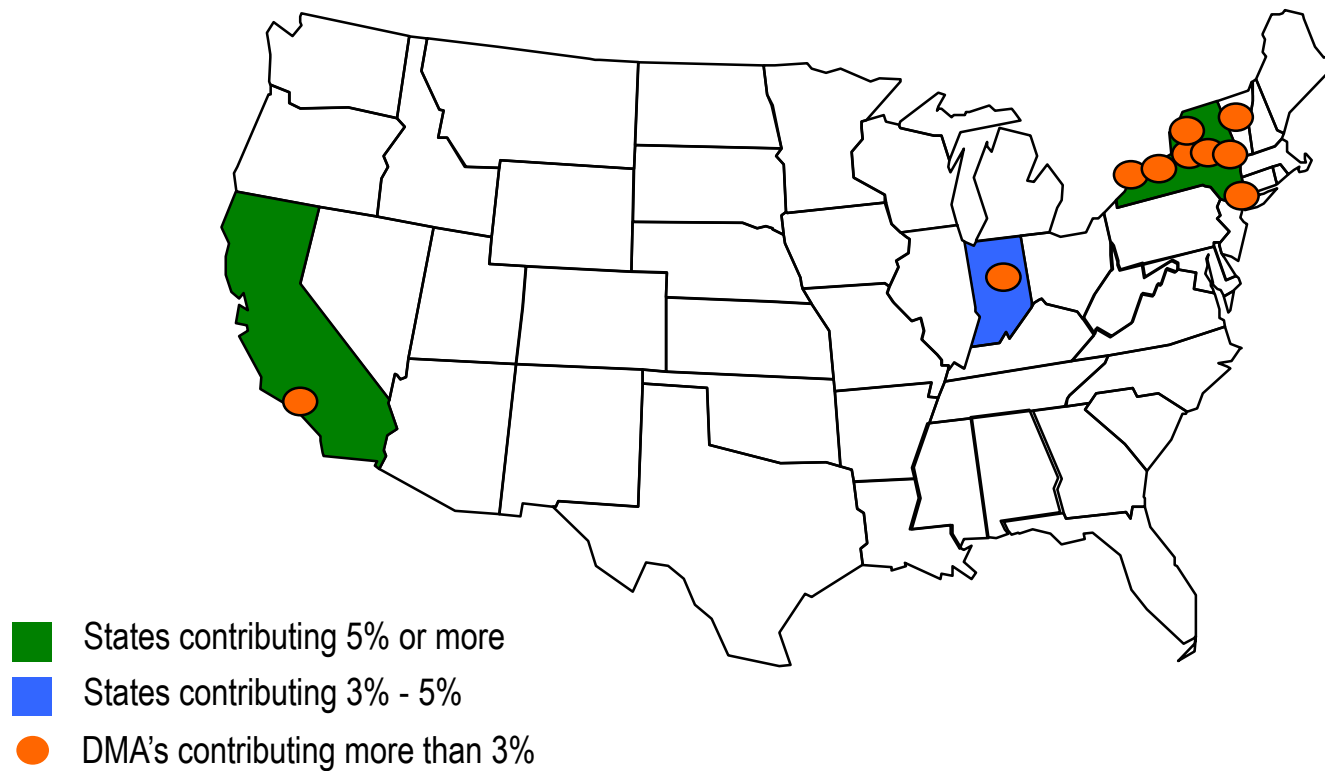 States contributing 5% or more
States contributing 3% - 5%
DMA's contributing more than 3%